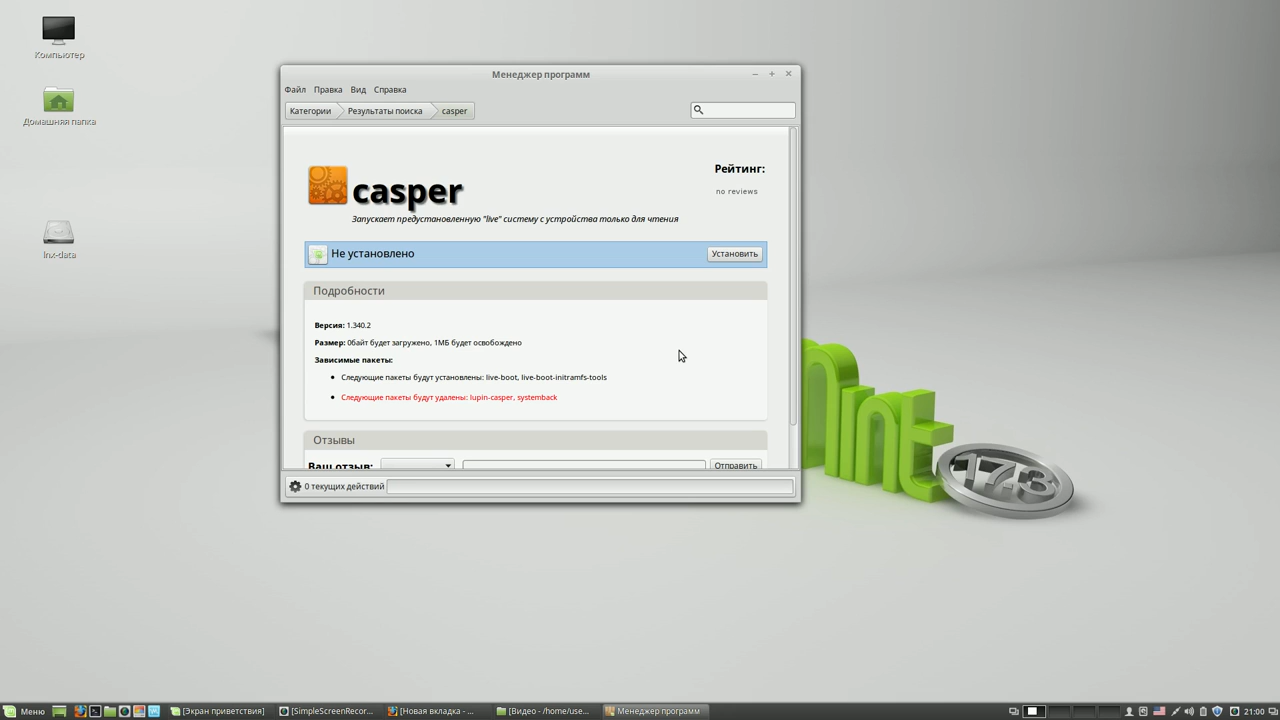 Компьютер
Домашняя папка
lnx-data
Менеджер программ
Файл Правка Вид Справка
Категории Результаты поиска casper
casper
Рейтинг:
no reviews
Запускает предустановленную "live" систему с устройства только для чтения
Не установлено
Установить
Подробности
Версия: 1.340.2
Размер: 0байт будет загружено, 1МБ будет освобождено
Зависимые пакеты:
Следующие пакеты будут установлены: live-boot, live-boot-initramfs-tools
Следующие пакеты будут удалены: lupin-casper, systemback
Отзывы
Ваш отзыв:
Отправить
0 текущих действий
Mint
17.3
Меню [Экран приветствия] [SimpleScreenRecor... [Новая вкладка - ... [Видео - /home/use... Менеджер программ 21:00